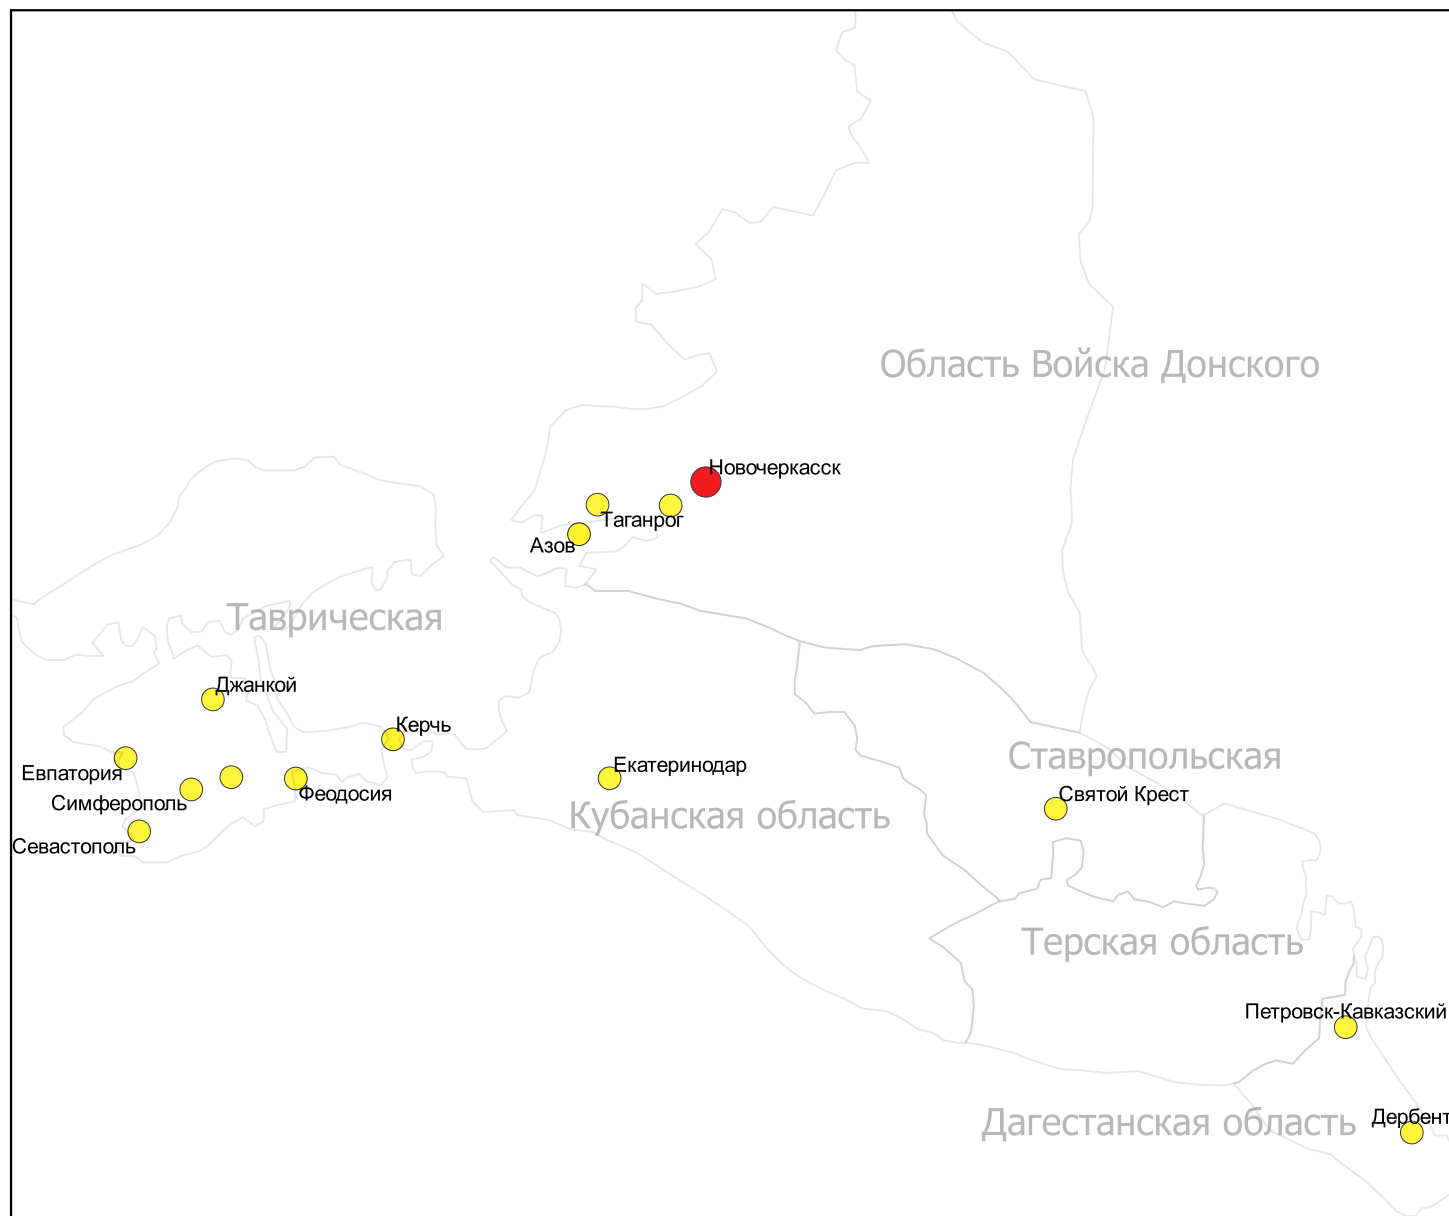 Область Войска Донского
Новочеркасск
Таганрог
Азов
Таврическая
Джанкой
Керчь
Евпатория
Симферополь
Феодосия
Севастополь
Екатеринодар
Кубанская область
Ставропольская
Святой Крест
Терская область
Петровск-Кавказский
Дагестанская область
Дербент